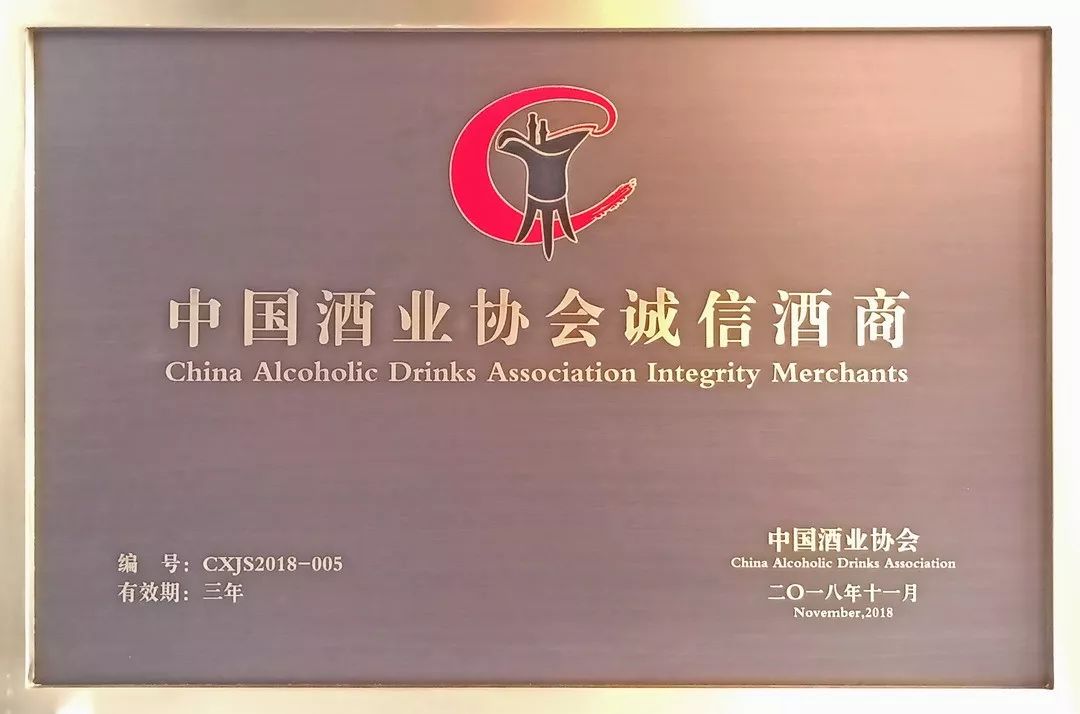 中国酒业协会诚信酒商
China Alcoholic Drinks Association Integrity Merchants
编 号：CXJS2018-005
有效期：三年
中国酒业协会
China Alcoholic Drinks Association
二〇一八年十一月
November,2018